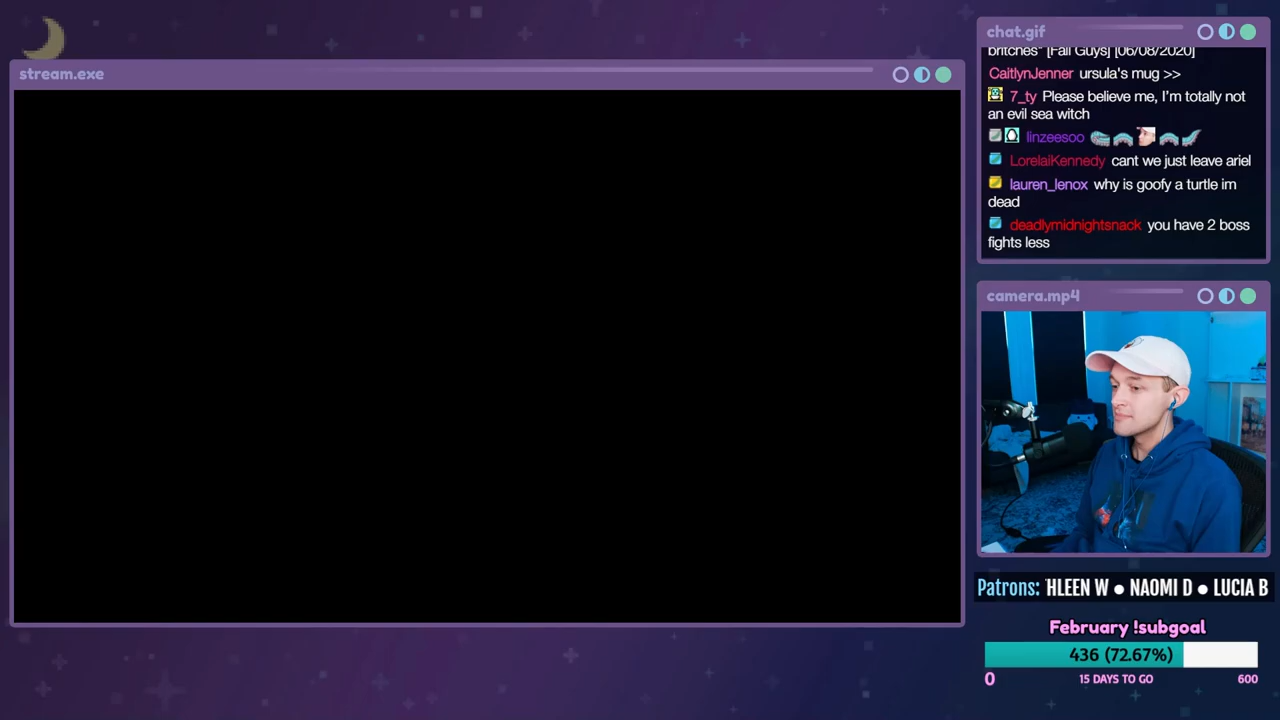 stream.exe
chat.gif
britches" [Fall Guys] [06/08/2020]
CaitlynJenner ursula's mug >>
7_ty Please believe me, I'm totally not
an evil sea witch
linzeesoo
LorelaiKennedy cant we just leave ariel
lauren_lenox why is goofy a turtle im
dead
deadlymidnightsnack you have 2 boss
fights less
camera.mp4
Patrons: HLEEN W ● NAOMI D ● LUCIA B
February !subgoal
436 (72.67%)
0 15 DAYS TO GO 600